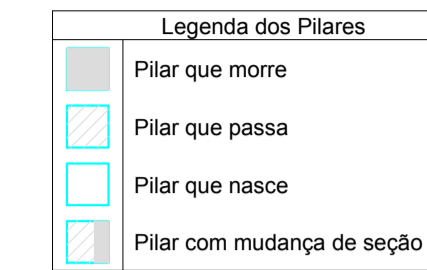 Legenda dos Pilares
Pilar que morre
Pilar que passa
Pilar que nasce
Pilar com mudança de seção